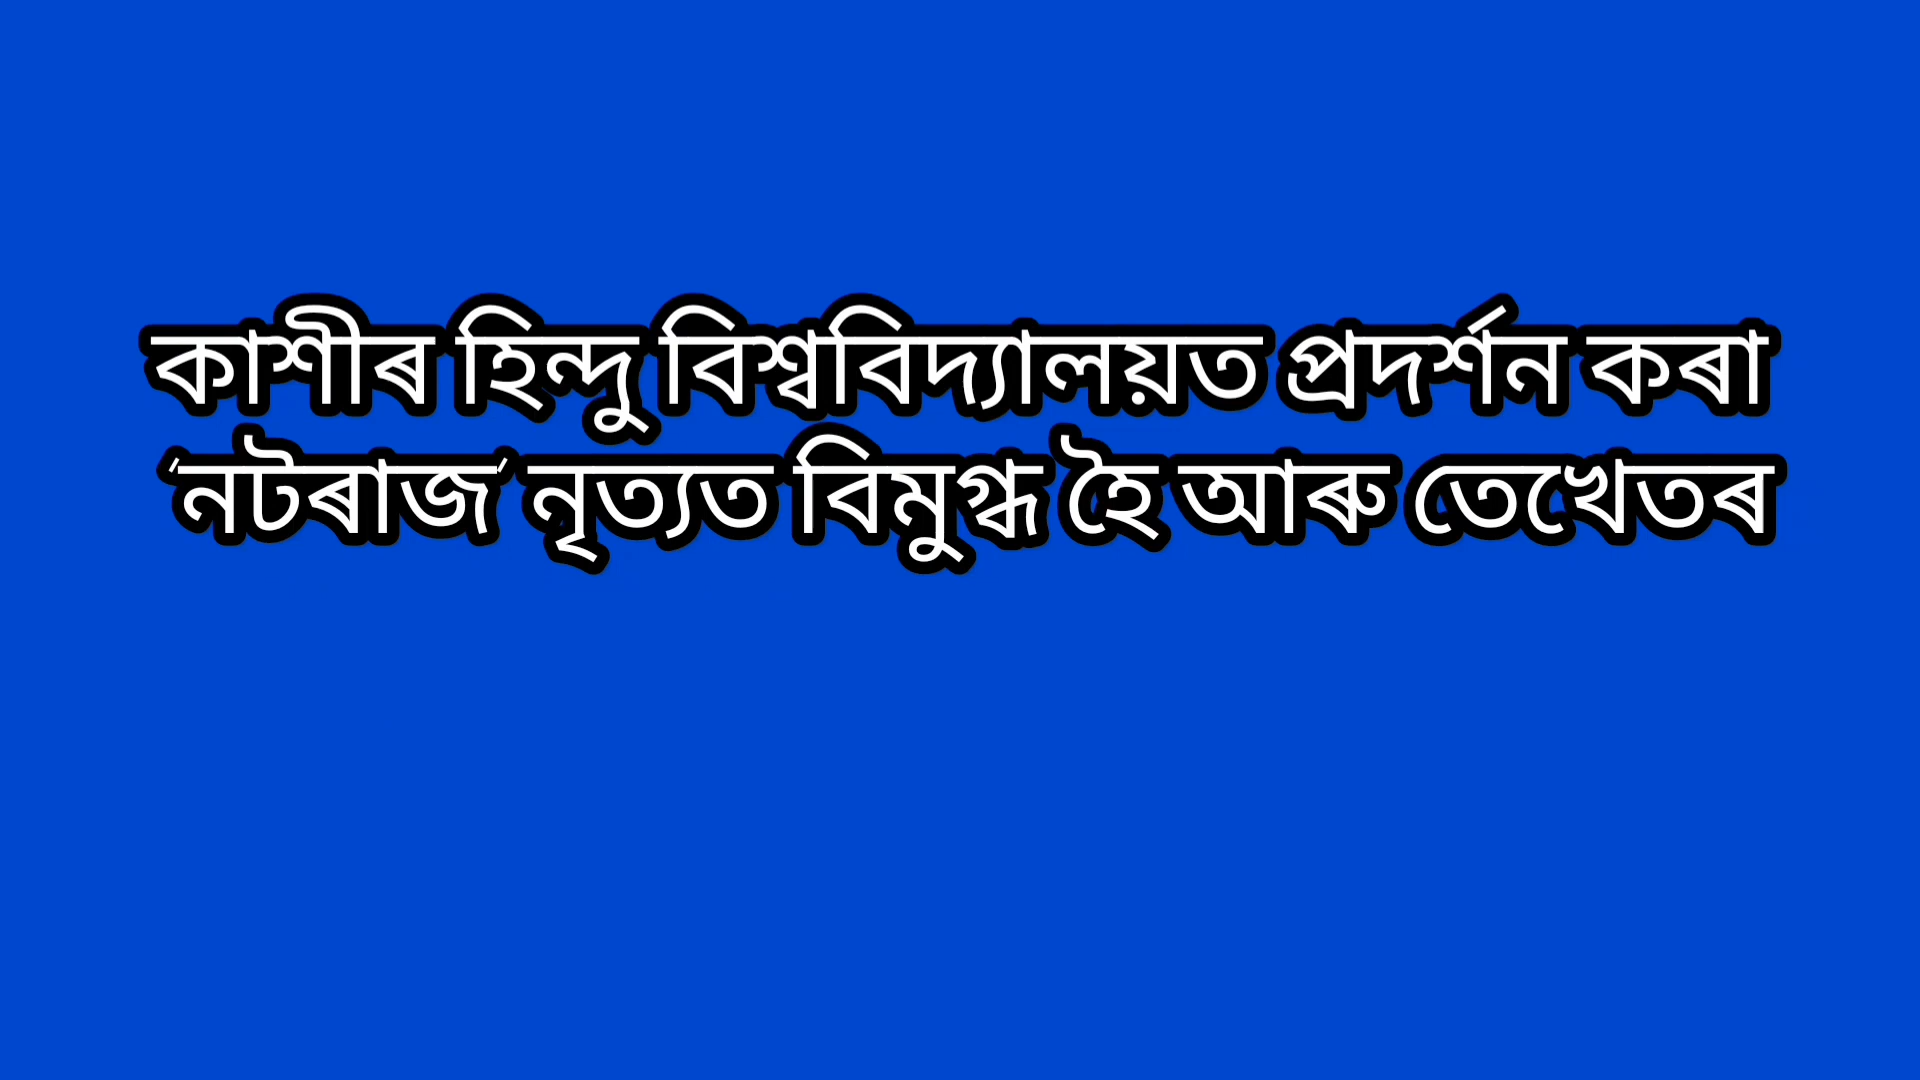 কাশীৰ হিন্দু বিশ্ববিদ্যালয়ত প্ৰদৰ্শন কৰা
'নটৰাজ' নৃত্যত বিমুগ্ধ হৈ আৰু তেখেতৰ